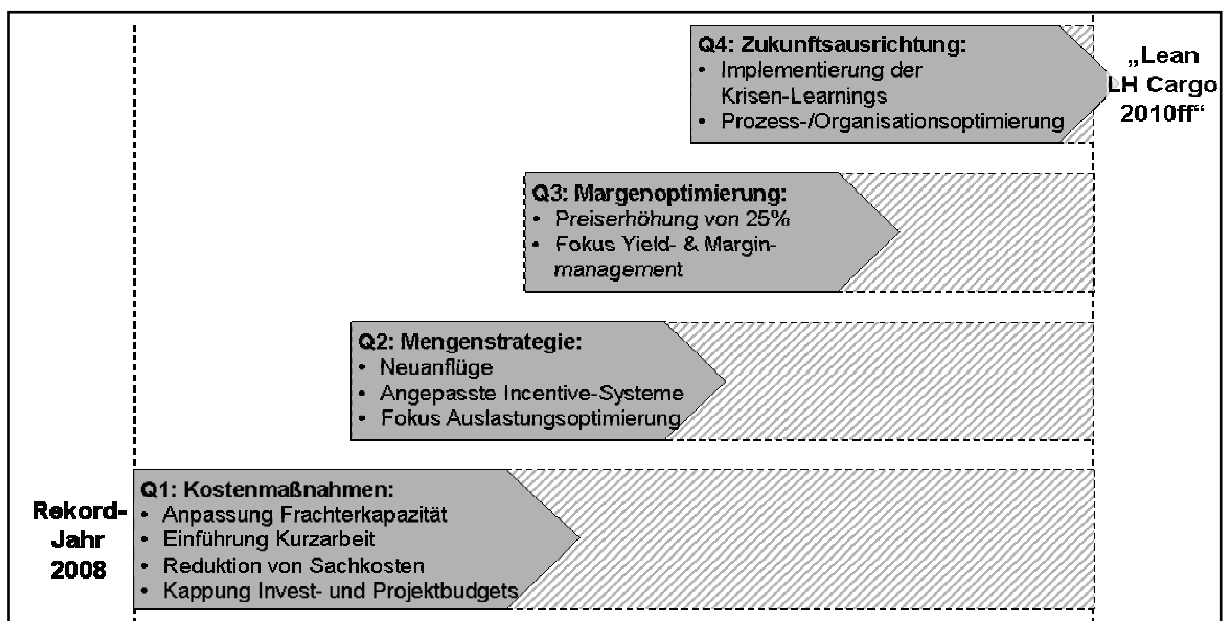 Q4: Zukunftsausrichtung:
• Implementierung der
Krisen-Learnings
• Prozess-/Organisationsoptimierung
„Lean
LH Cargo
2010ff“
Q3: Margenoptimierung:
• Preiserhöhung von 25%
• Fokus Yield- & Margin-
management
Q2: Mengenstrategie:
• Neuanflüge
• Angepasste Incentive-Systeme
• Fokus Auslastungsoptimierung
Rekord-
Jahr
2008
Q1: Kostenmaßnahmen:
• Anpassung Frachterkapazität
• Einführung Kurzarbeit
• Reduktion von Sachkosten
• Kappung Invest- und Projektbudgets